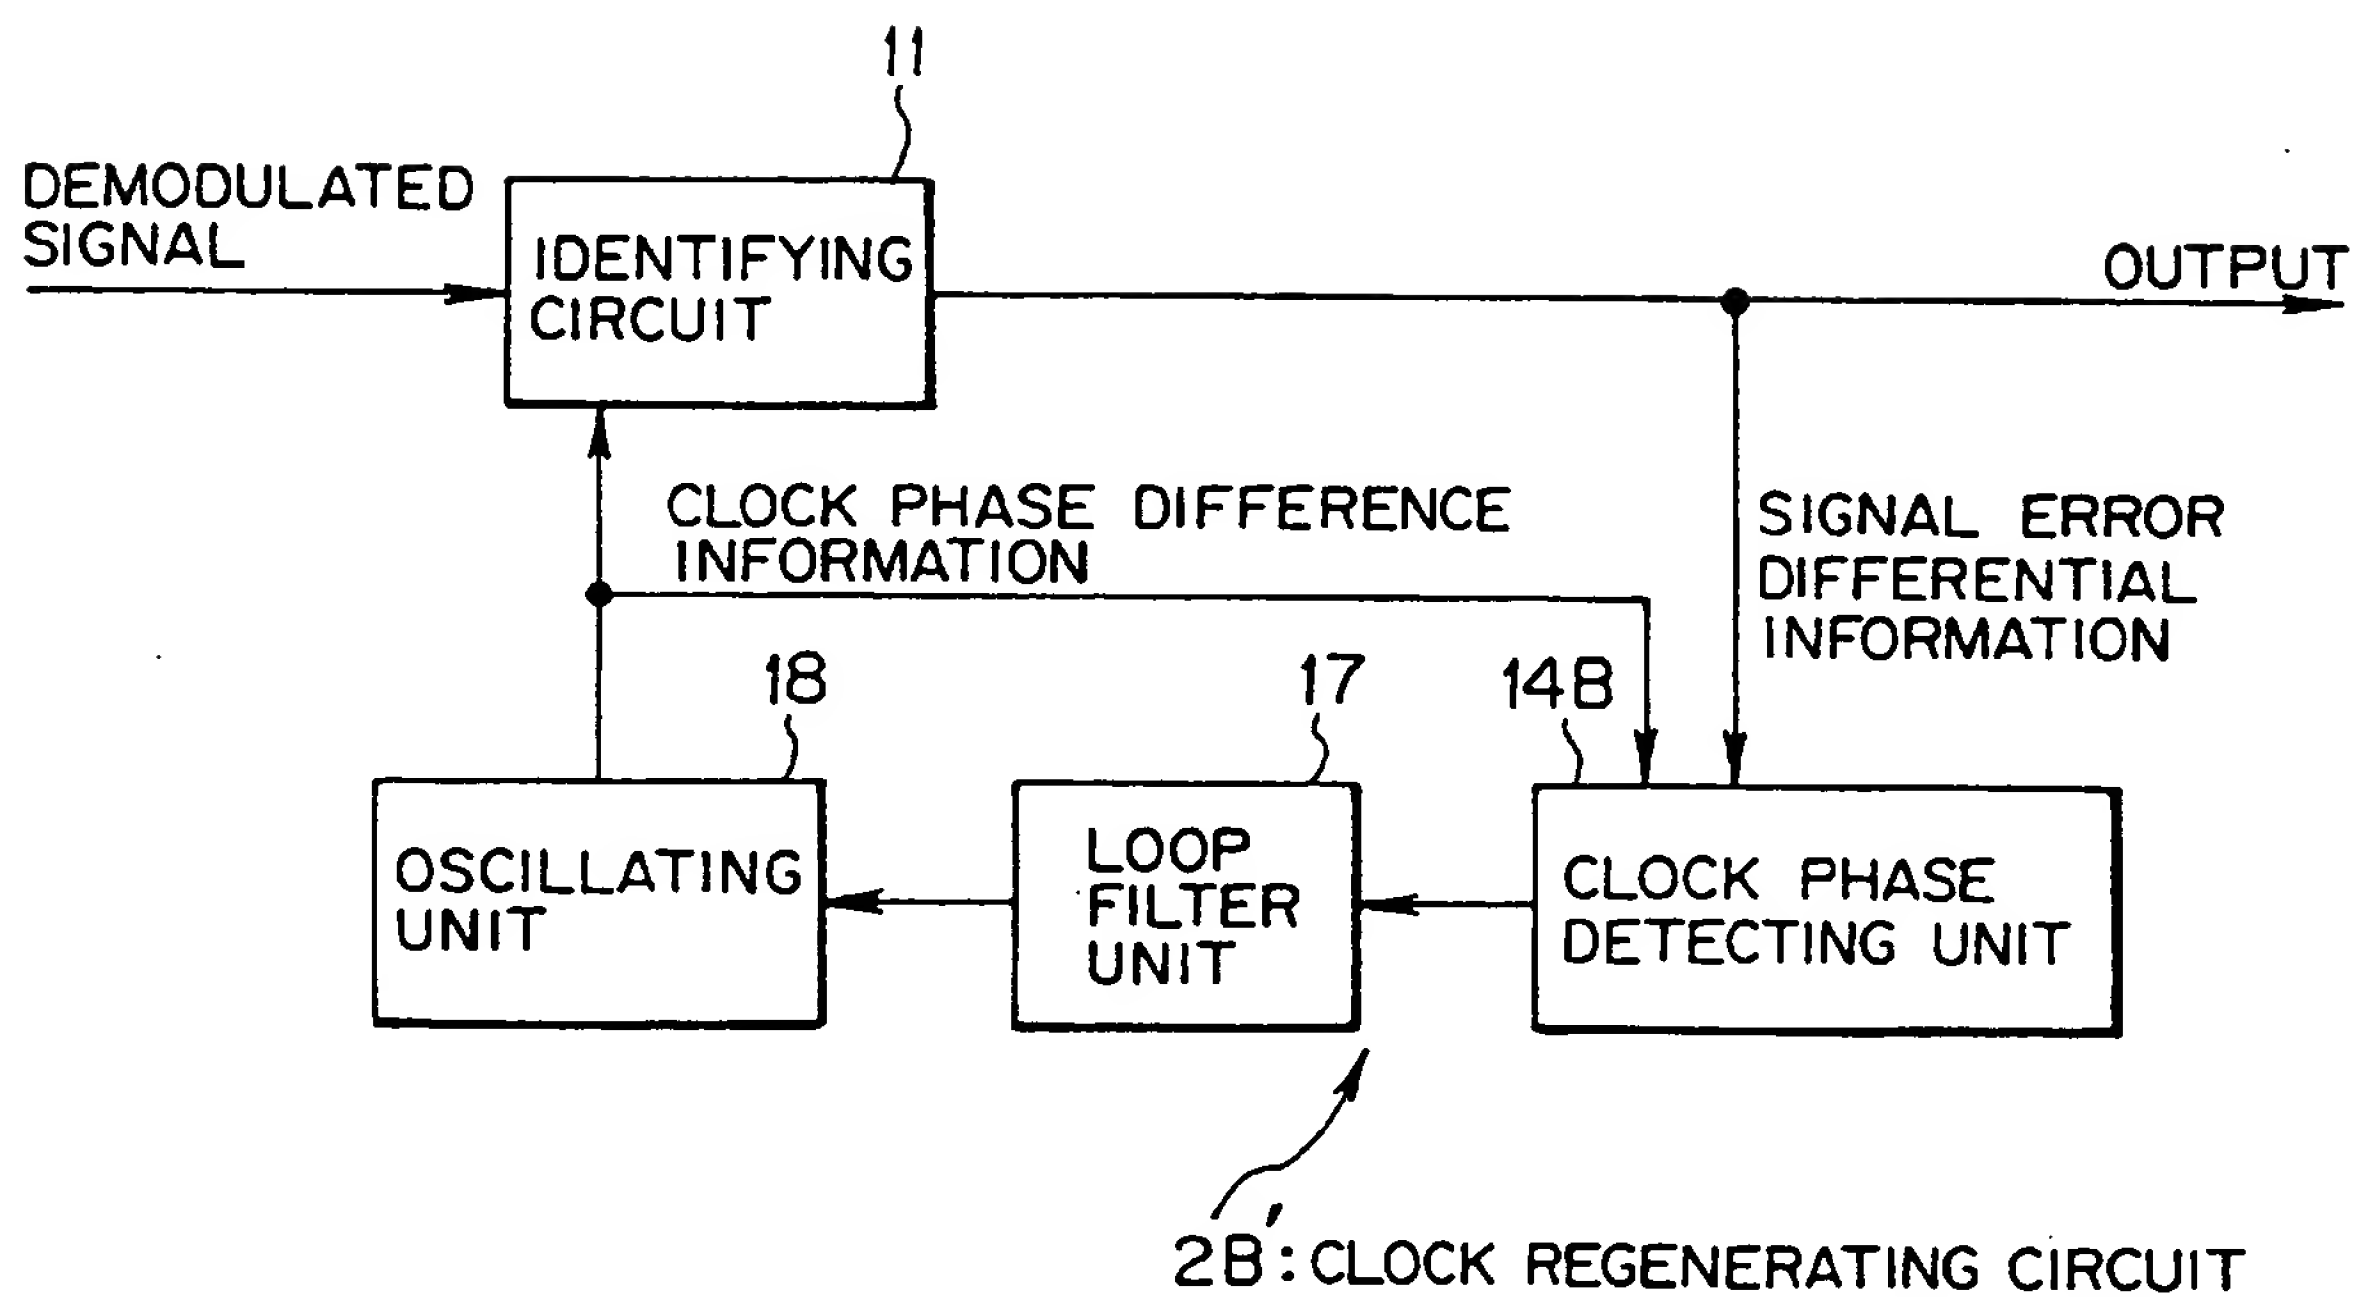 11
DEMODULATED
SIGNAL
IDENTIFYING
CIRCUIT
OUTPUT
CLOCK PHASE DIFFERENCE
INFORMATION
SIGNAL ERROR
DIFFERENTIAL
INFORMATION
18
17
14B
OSCILLATING
UNIT
LOOP
FILTER
UNIT
CLOCK PHASE
DETECTING UNIT
2B': CLOCK REGENERATING CIRCUIT